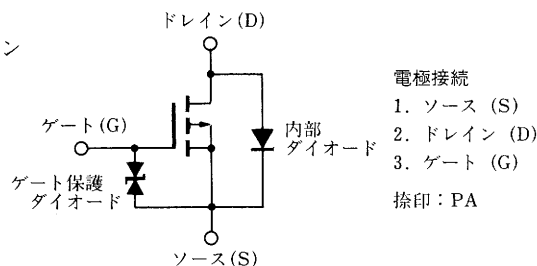 ドレイン(D)
ン
ゲート(G)
内部
ダイオード
ゲート保護
ダイオード
ソース(S)
電極接続
1. ソース (S)
2. ドレイン (D)
3. ゲート (G)
捺印：PA